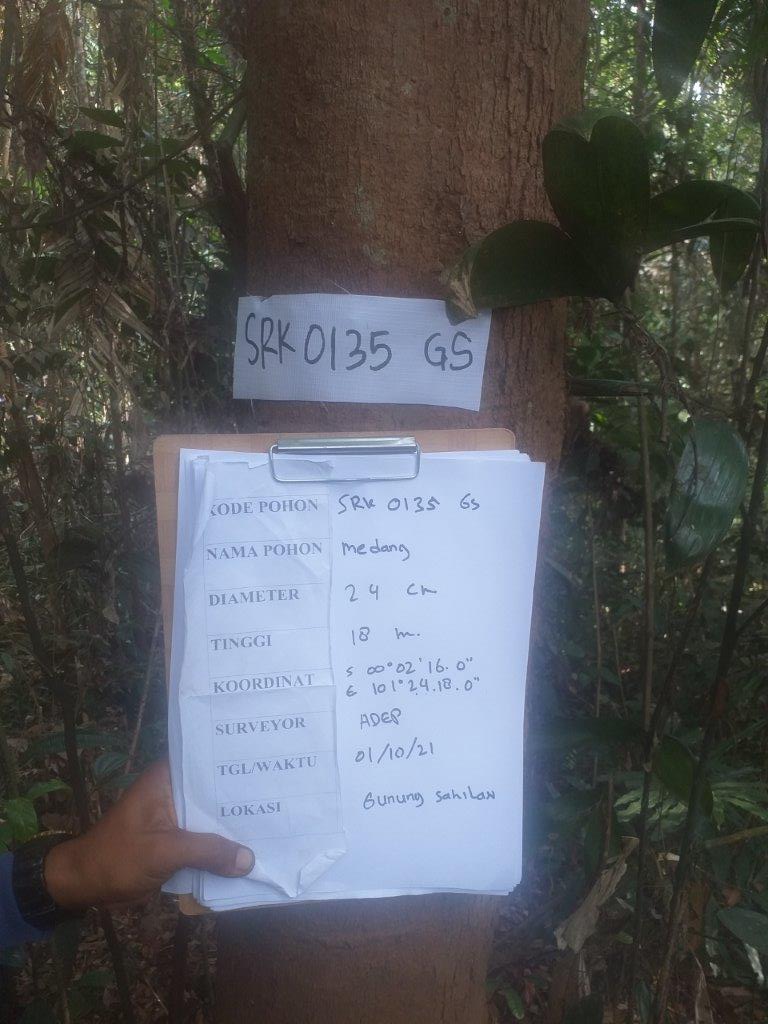 SRK 0135 GS
KODE POHON SRK 0135 GS
NAMA POHON medang
DIAMETER 24 cm
TINGGI 18 m.
KOORDINAT S 00°02'16.0"
E 101°24.18.0"
SURVEYOR ADEP
TGL/WAKTU 01/10/21
LOKASI Gunung Sahilan